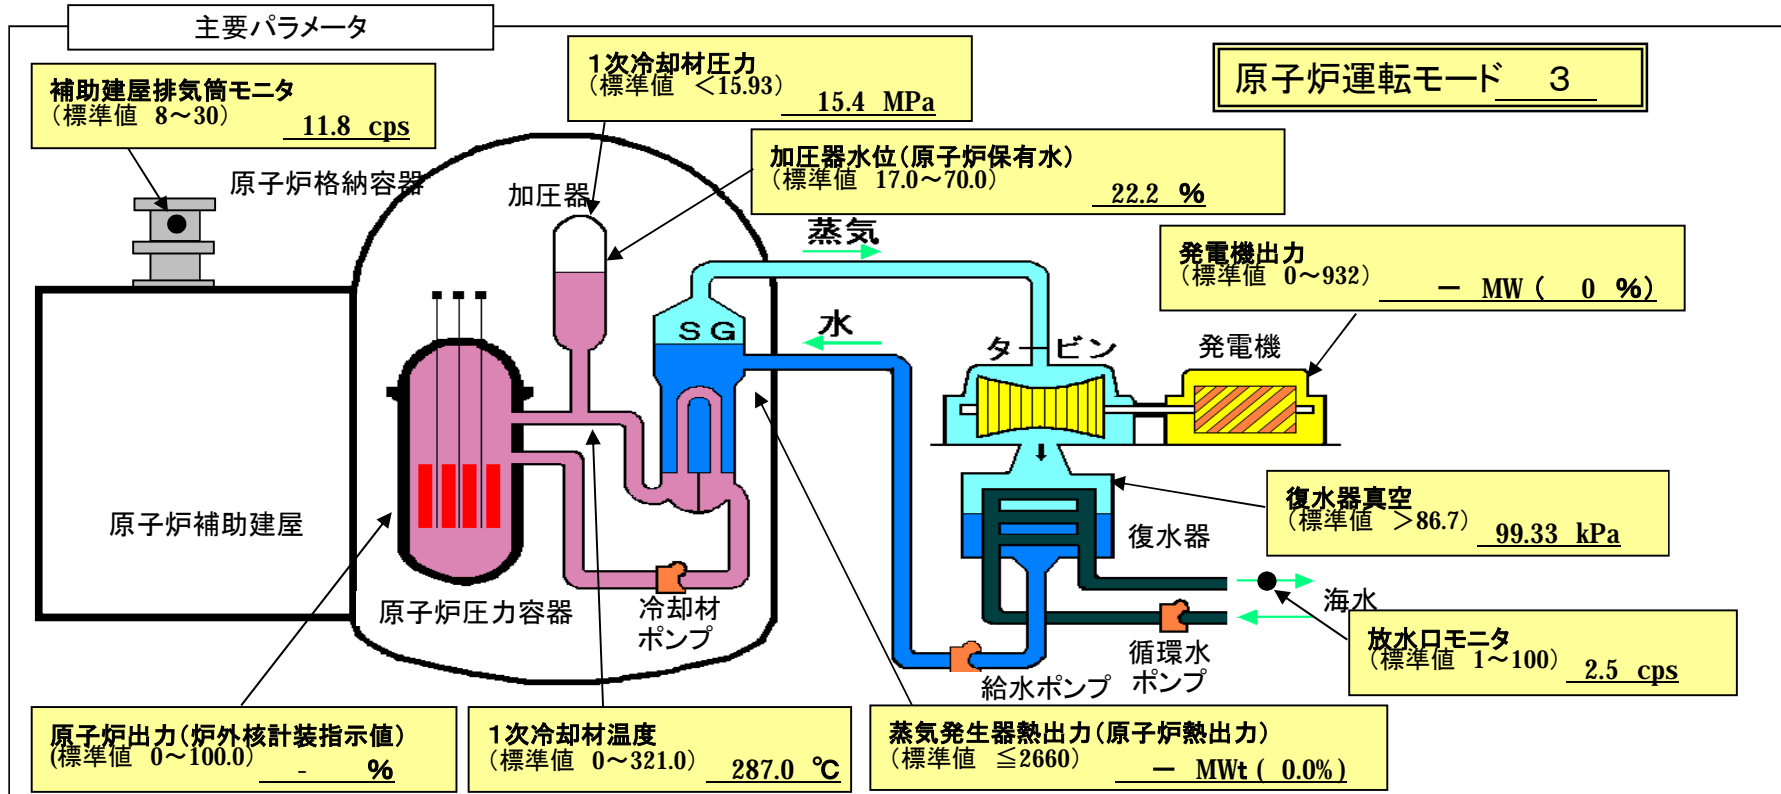 主要パラメータ
補助建屋排気筒モニタ
(標準値 8～30) 11.8 cps
1次冷却材圧力
(標準値 <15.93) 15.4 MPa
原子炉運転モード 3
加圧器水位(原子炉保有水)
(標準値 17.0～70.0) 22.2 %
原子炉格納容器
加圧器
蒸気
発電機出力
(標準値 0～932) － MW ( 0 %)
SG
水
タービン
発電機
原子炉補助建屋
復水器真空
(標準値 >86.7) 99.33 kPa
復水器
原子炉圧力容器
冷却材
ポンプ
海水
放水口モニタ
(標準値 1～100) 2.5 cps
循環水
ポンプ
給水ポンプ
原子炉出力(炉外核計装指示値)
(標準値 0～100.0) - %
1次冷却材温度
(標準値 0～321.0) 287.0 ℃
蒸気発生器熱出力(原子炉熱出力)
(標準値 ≦2660) － MWt ( 0.0%)